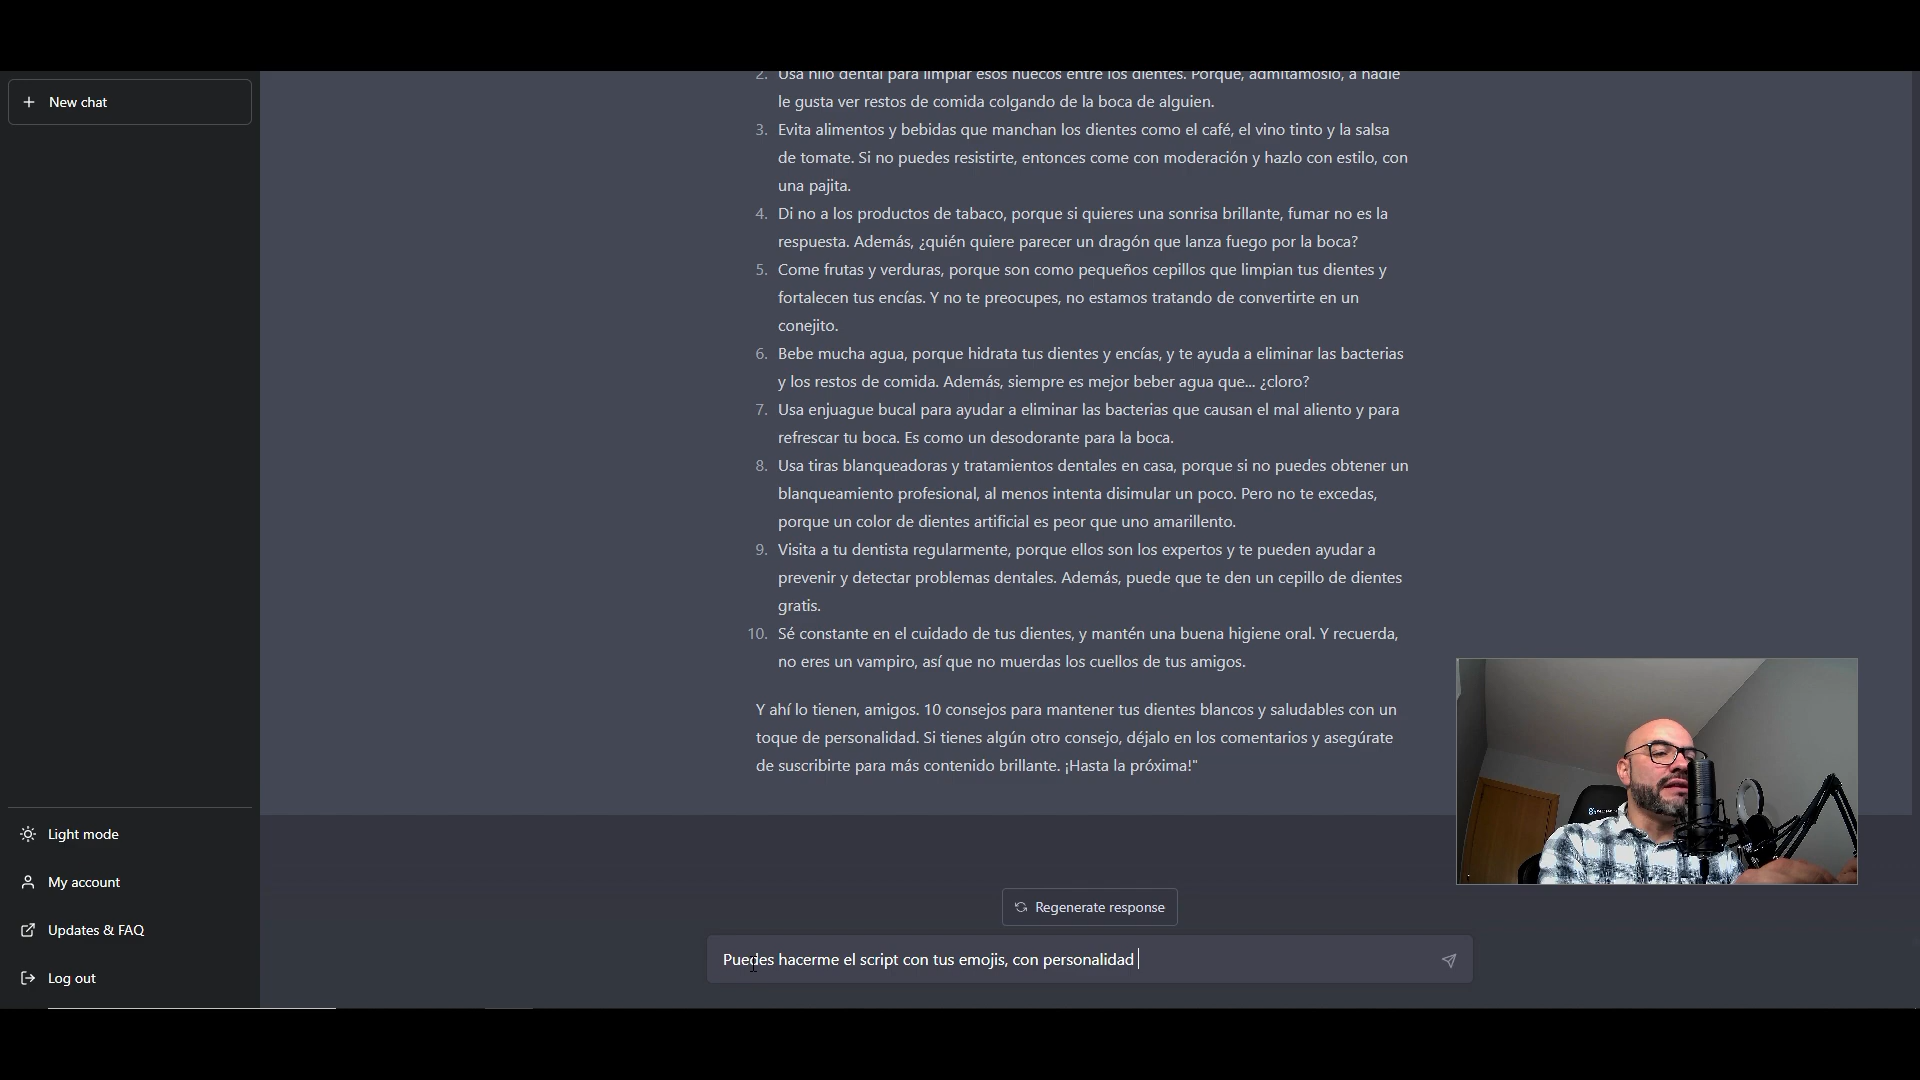 New chat
2. Usa hilo dental para limpiar esos huecos entre los dientes. Porque, admitámoslo, a nadie
le gusta ver restos de comida colgando de la boca de alguien.
3. Evita alimentos y bebidas que manchan los dientes como el café, el vino tinto y la salsa
de tomate. Si no puedes resistirte, entonces come con moderación y hazlo con estilo, con
una pajita.
4. Di no a los productos de tabaco, porque si quieres una sonrisa brillante, fumar no es la
respuesta. Además, ¿quién quiere parecer un dragón que lanza fuego por la boca?
5. Come frutas y verduras, porque son como pequeños cepillos que limpian tus dientes y
fortalecen tus encías. Y no te preocupes, no estamos tratando de convertirte en un
conejito.
6. Bebe mucha agua, porque hidrata tus dientes y encías, y te ayuda a eliminar las bacterias
y los restos de comida. Además, siempre es mejor beber agua que... ¿cloro?
7. Usa enjuague bucal para ayudar a eliminar las bacterias que causan el mal aliento y para
refrescar tu boca. Es como un desodorante para la boca.
8. Usa tiras blanqueadoras y tratamientos dentales en casa, porque si no puedes obtener un
blanqueamiento profesional, al menos intenta disimular un poco. Pero no te excedas,
porque un color de dientes artificial es peor que uno amarillento.
9. Visita a tu dentista regularmente, porque ellos son los expertos y te pueden ayudar a
prevenir y detectar problemas dentales. Además, puede que te den un cepillo de dientes
gratis.
10. Sé constante en el cuidado de tus dientes, y mantén una buena higiene oral. Y recuerda,
no eres un vampiro, así que no muerdas los cuellos de tus amigos.
Y ahí lo tienen, amigos. 10 consejos para mantener tus dientes blancos y saludables con un
toque de personalidad. Si tienes algún otro consejo, déjalo en los comentarios y asegúrate
de suscribirte para más contenido brillante. ¡Hasta la próxima!"
Light mode
My account
Updates & FAQ
Log out
Regenerate response
Puedes hacerme el script con tus emojis, con personalidad